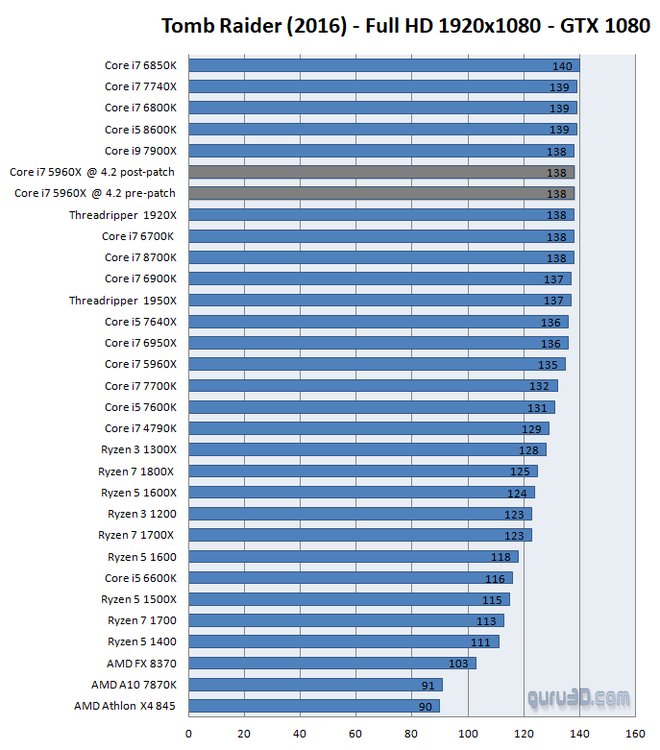 Tomb Raider (2016) - Full HD 1920x1080 - GTX 1080
Core i7 6850K 140
Core i7 7740X 139
Core i7 6800K 139
Core i5 8600K 139
Core i9 7900X 138
Core i7 5960X @ 4.2 post-patch 138
Core i7 5960X @ 4.2 pre-patch 138
Threadripper 1920X 138
Core i7 6700K 138
Core i7 8700K 138
Core i7 6900K 137
Threadripper 1950X 137
Core i5 7640X 136
Core i7 6950X 136
Core i7 5960X 135
Core i7 7700K 132
Core i5 7600K 131
Core i7 4790K 129
Ryzen 3 1300X 128
Ryzen 7 1800X 125
Ryzen 5 1600X 124
Ryzen 3 1200 123
Ryzen 7 1700X 123
Ryzen 5 1600 118
Core i5 6600K 116
Ryzen 5 1500X 115
Ryzen 7 1700 113
Ryzen 5 1400 111
AMD FX 8370 103
AMD A10 7870K 91
AMD Athlon X4 845 90
guru3D.com
0 20 40 60 80 100 120 140 160